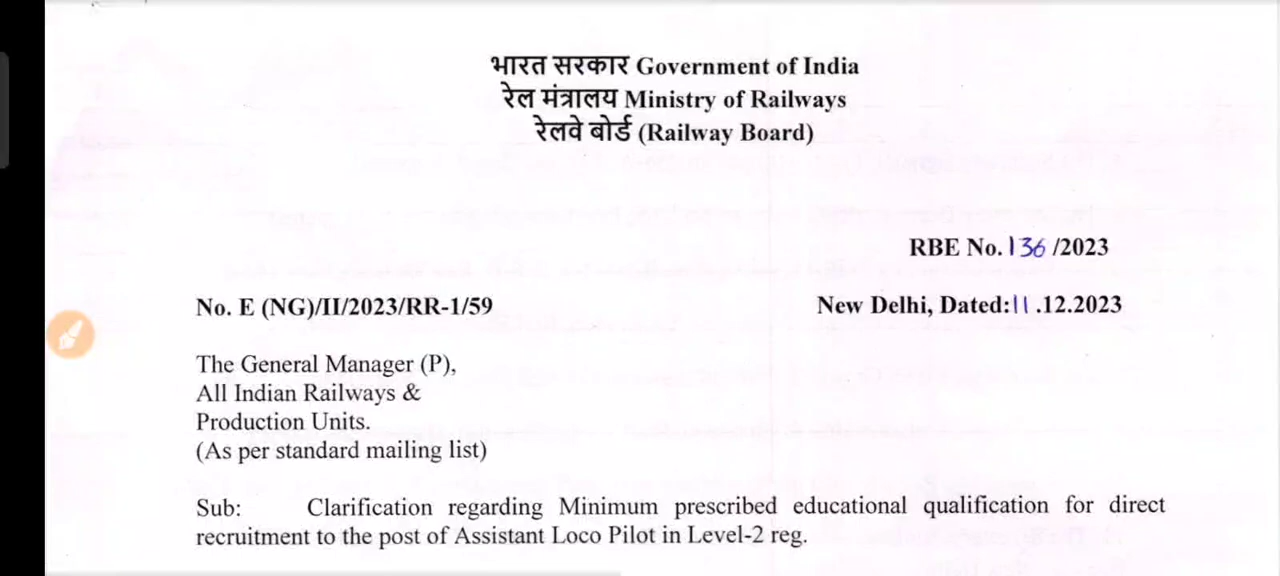 भारत सरकार Government of India
रेल मंत्रालय Ministry of Railways
रेलवे बोर्ड (Railway Board)
RBE No. 136 /2023
No. E (NG)/II/2023/RR-1/59 New Delhi, Dated:11.12.2023
The General Manager (P),
All Indian Railways &
Production Units.
(As per standard mailing list)
Sub: Clarification regarding Minimum prescribed educational qualification for direct
recruitment to the post of Assistant Loco Pilot in Level-2 reg.